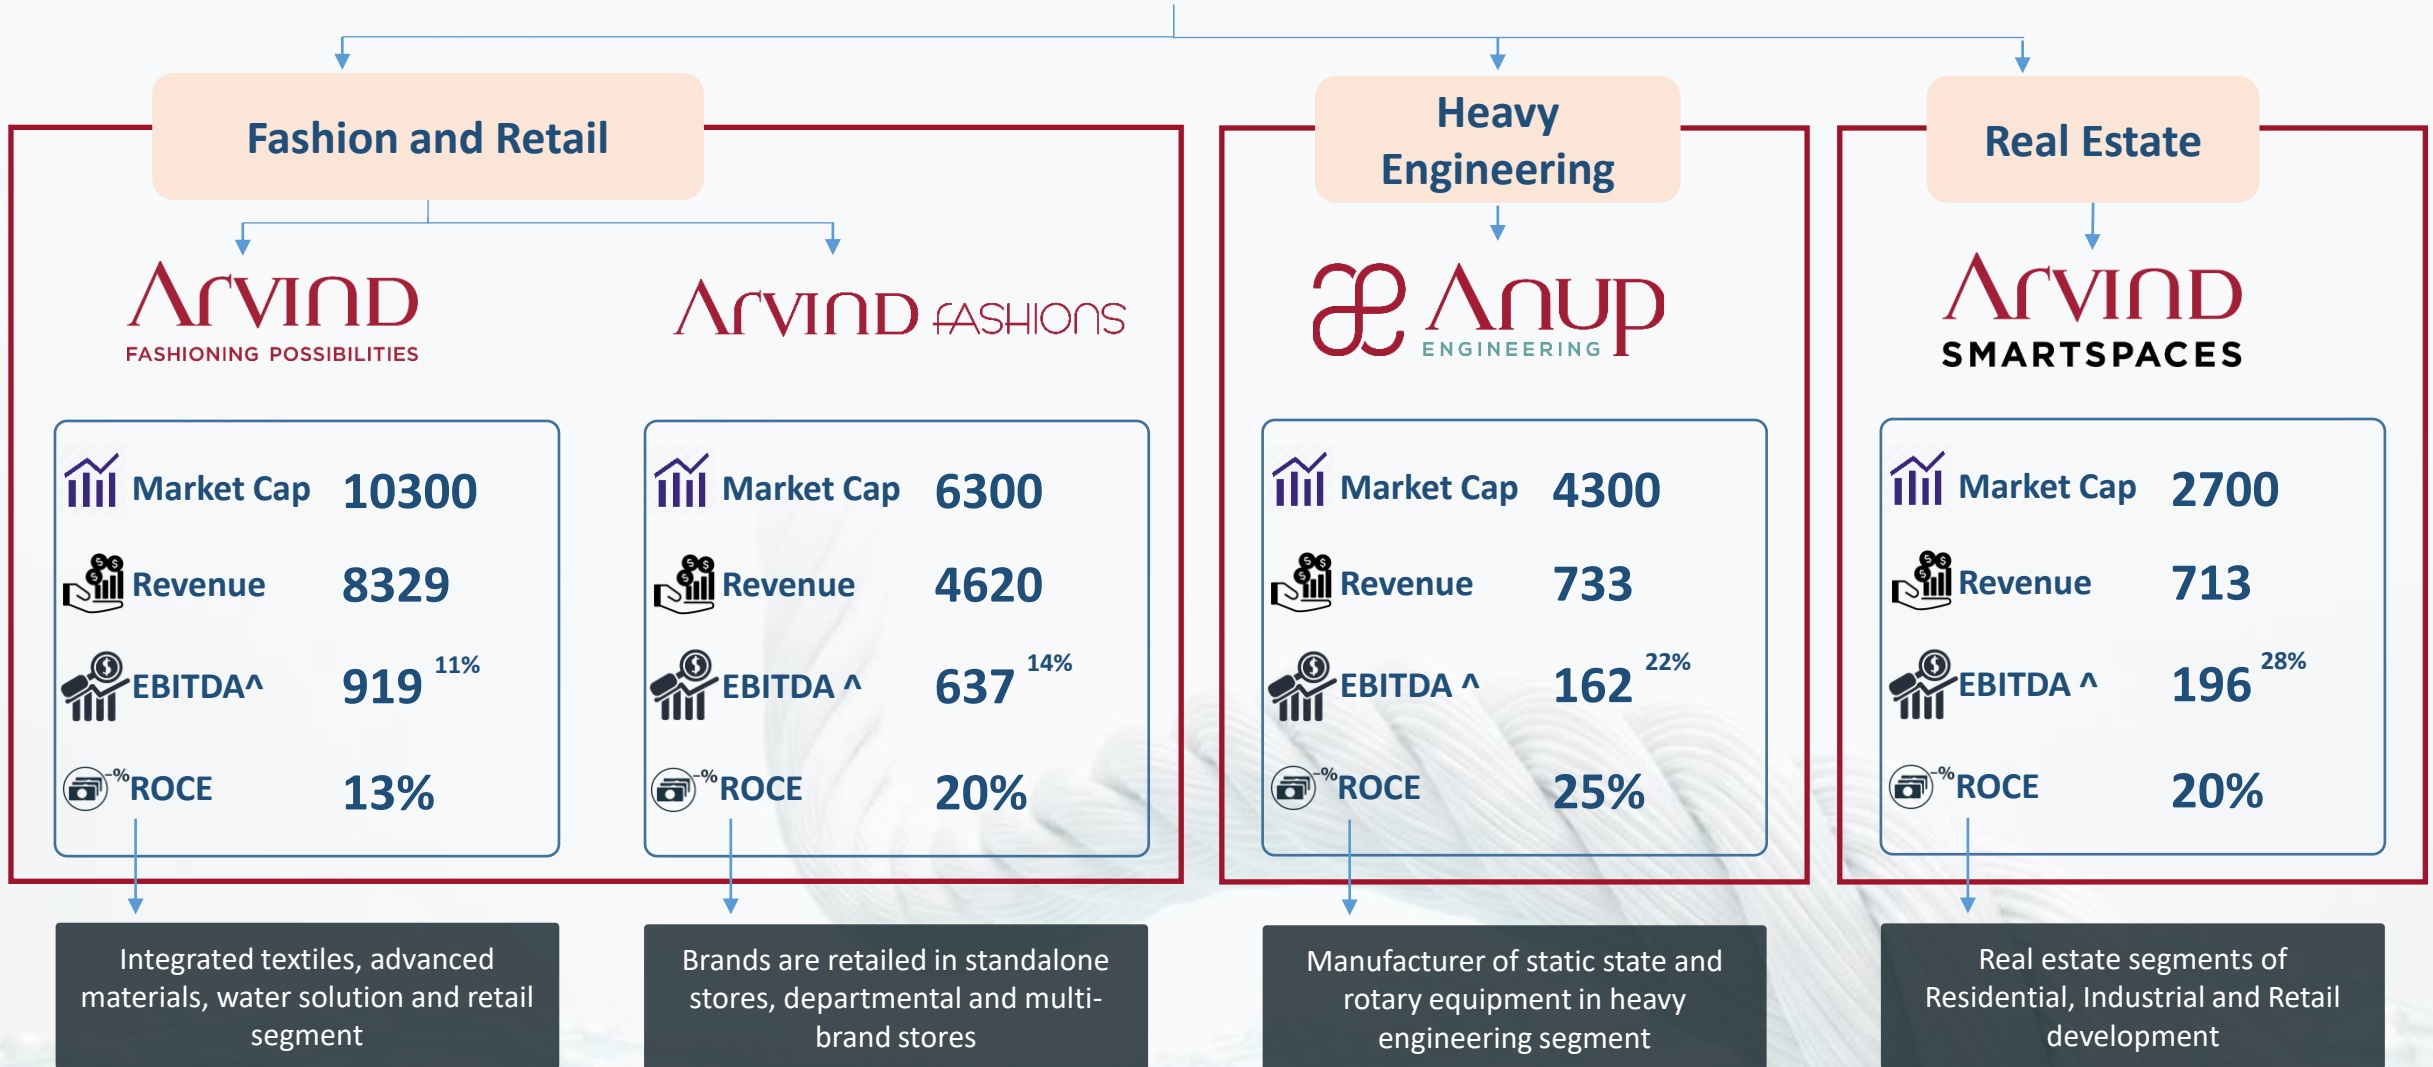 Fashion and Retail
Heavy
Engineering
Real Estate
ARVIND
FASHIONING POSSIBILITIES
ARVIND FASHIONS
Æ ANUP
ENGINEERING
ARVIND
SMARTSPACES
Market Cap 10300
Revenue 8329
EBITDA^ 919 11%
-% ROCE 13%
Market Cap 6300
Revenue 4620
EBITDA ^ 637 14%
-% ROCE 20%
Market Cap 4300
Revenue 733
EBITDA ^ 162 22%
-% ROCE 25%
Market Cap 2700
Revenue 713
EBITDA ^ 196 28%
-% ROCE 20%
Integrated textiles, advanced
materials, water solution and retail
segment
Brands are retailed in standalone
stores, departmental and multi-
brand stores
Manufacturer of static state and
rotary equipment in heavy
engineering segment
Real estate segments of
Residential, Industrial and Retail
development